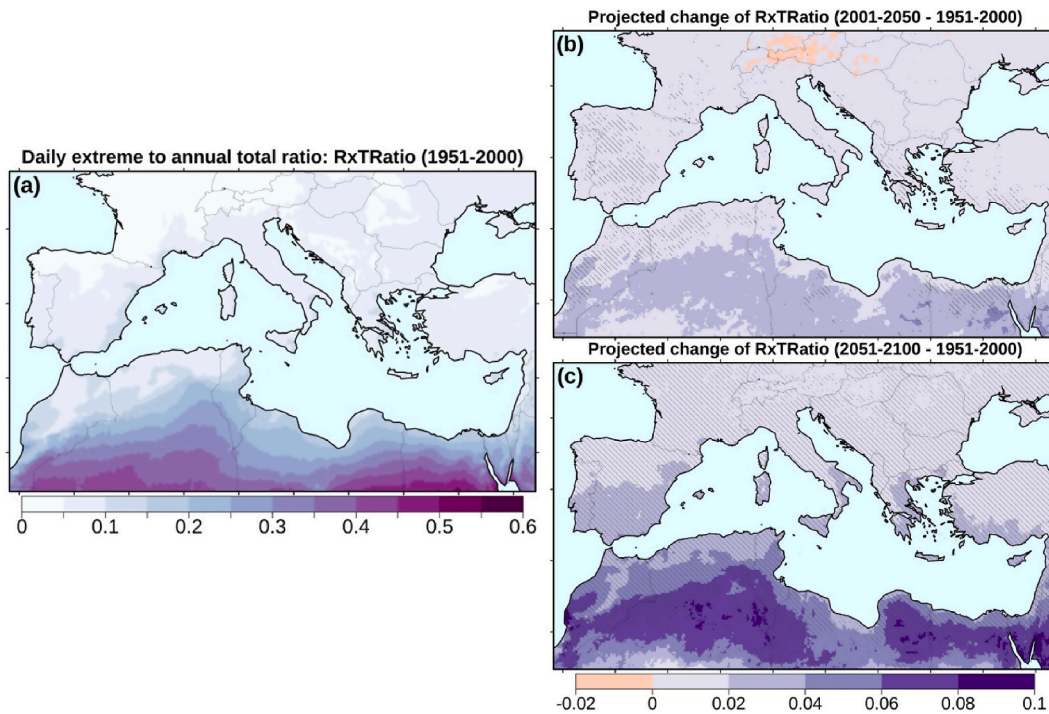 Daily extreme to annual total ratio: RxTRatio (1951-2000)
(a)
0 0.1 0.2 0.3 0.4 0.5 0.6
Projected change of RxTRatio (2001-2050 - 1951-2000)
(b)
Projected change of RxTRatio (2051-2100 - 1951-2000)
(c)
-0.02 0 0.02 0.04 0.06 0.08 0.1